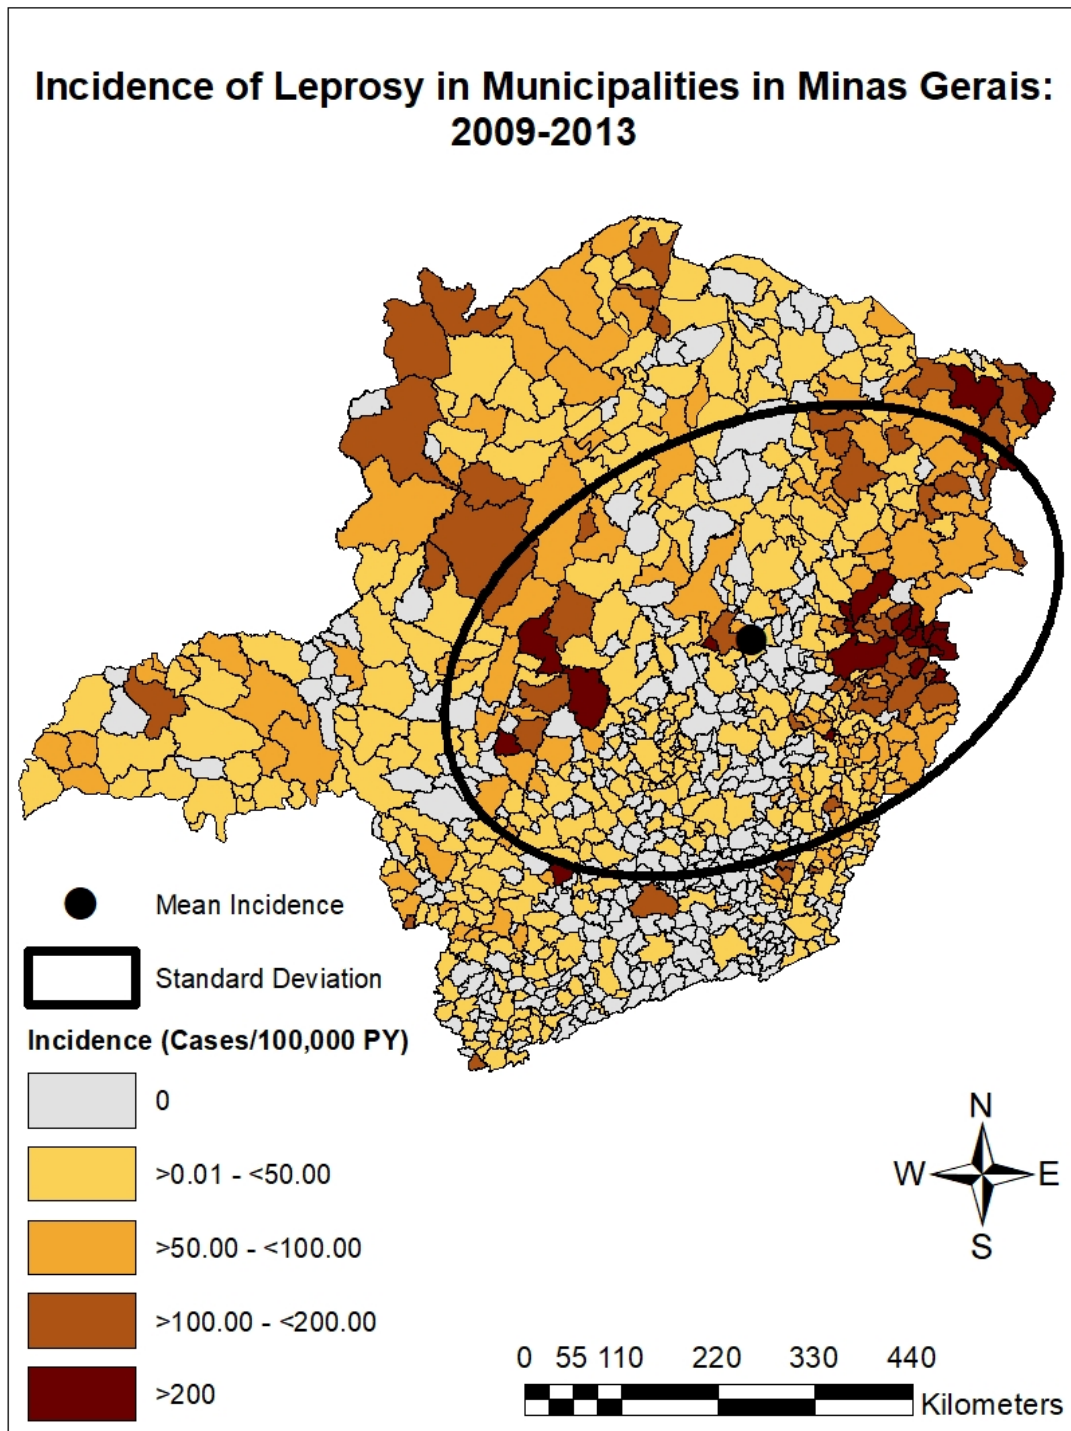 Incidence of Leprosy in Municipalities in Minas Gerais:
2009-2013
Mean Incidence
Standard Deviation
Incidence (Cases/100,000 PY)
0
>0.01 - <50.00
>50.00 - <100.00
>100.00 - <200.00
>200
N
W E
S
0 55 110 220 330 440
Kilometers